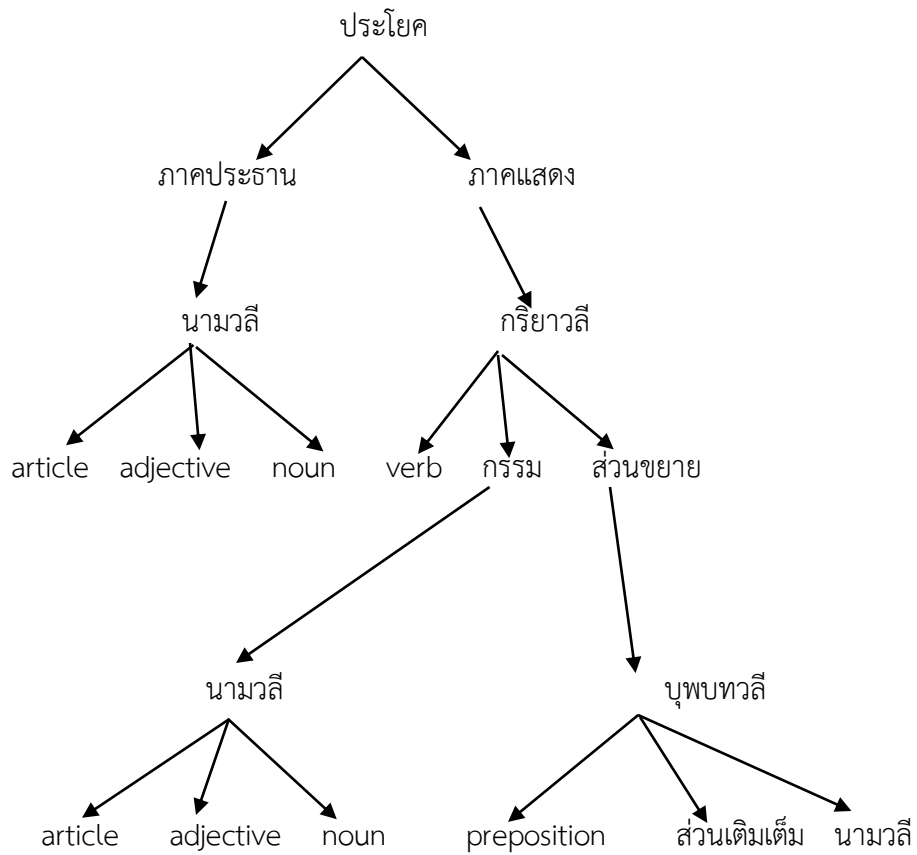 ประโยค
ภาคประธาน ภาคแสดง
นามวลี กริยาวลี
article adjective noun verb กรรม ส่วนขยาย
นามวลี บุพบทวลี
article adjective noun preposition ส่วนเติมเต็ม นามวลี